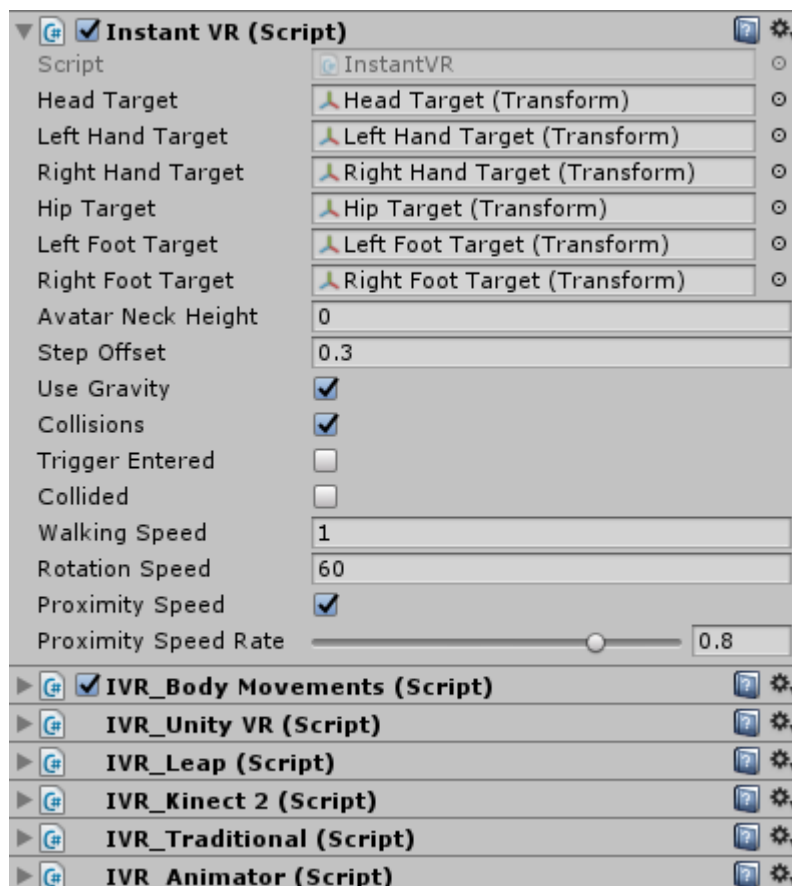 Instant VR (Script)
Script InstantVR
Head Target Head Target (Transform)
Left Hand Target Left Hand Target (Transform)
Right Hand Target Right Hand Target (Transform)
Hip Target Hip Target (Transform)
Left Foot Target Left Foot Target (Transform)
Right Foot Target Right Foot Target (Transform)
Avatar Neck Height 0
Step Offset 0.3
Use Gravity
Collisions
Trigger Entered
Collided
Walking Speed 1
Rotation Speed 60
Proximity Speed
Proximity Speed Rate 0.8
IVR_Body Movements (Script)
IVR_Unity VR (Script)
IVR_Leap (Script)
IVR_Kinect 2 (Script)
IVR_Traditional (Script)
IVR_Animator (Script)